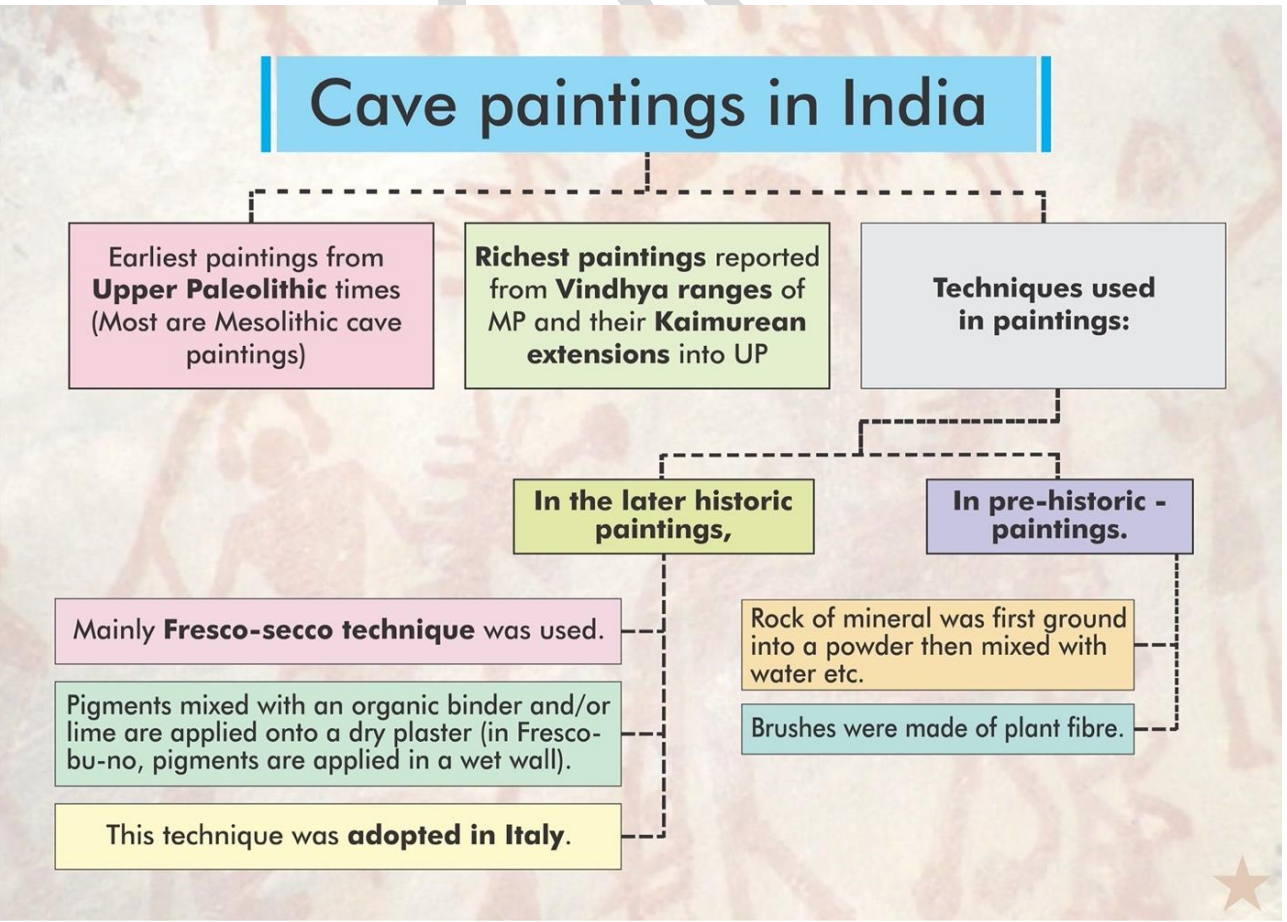 Cave paintings in India
Earliest paintings from
Upper Paleolithic times
(Most are Mesolithic cave
paintings)
Richest paintings reported
from Vindhya ranges of
MP and their Kaimurean
extensions into UP
Techniques used
in paintings:
In the later historic
paintings,
Mainly Fresco-secco technique was used.
Pigments mixed with an organic binder and/or
lime are applied onto a dry plaster (in Fresco-
bu-no, pigments are applied in a wet wall).
This technique was adopted in Italy.
In pre-historic -
paintings.
Rock of mineral was first ground
into a powder then mixed with
water etc.
Brushes were made of plant fibre.